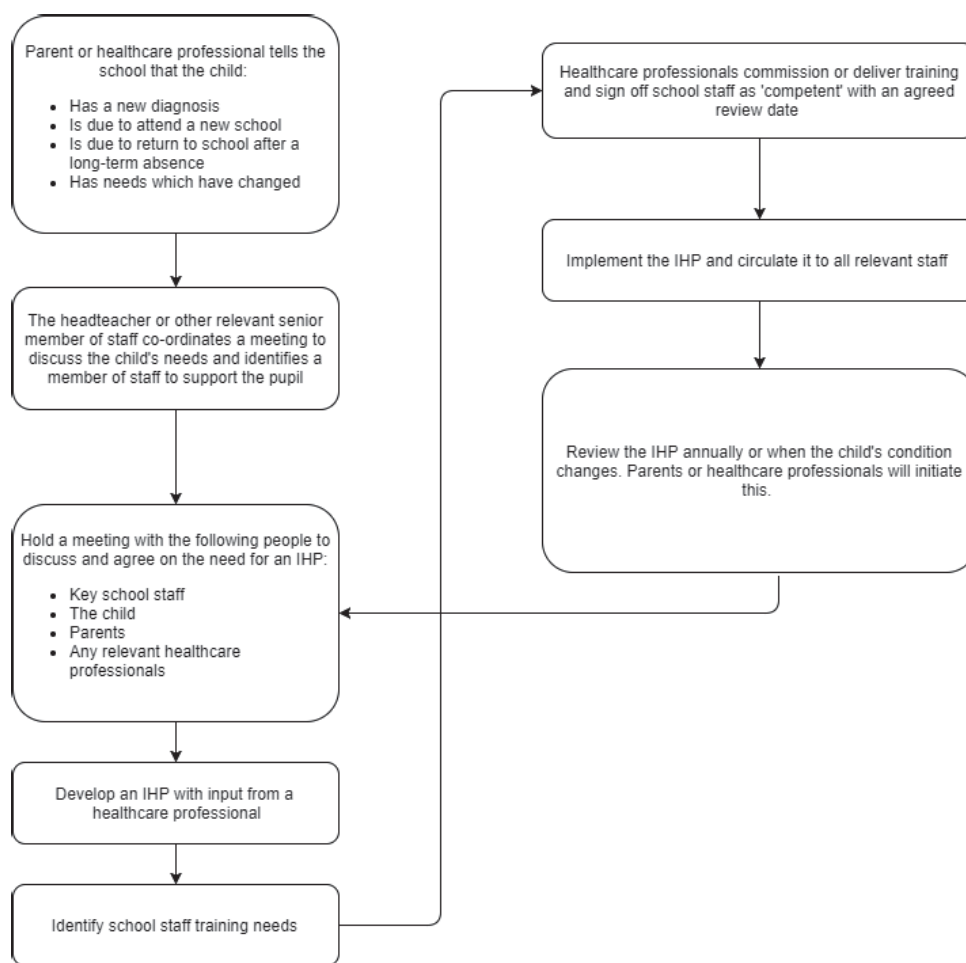 Parent or healthcare professional tells the
school that the child:
• Has a new diagnosis
• Is due to attend a new school
• Is due to return to school after a
long-term absence
• Has needs which have changed
The headteacher or other relevant senior
member of staff co-ordinates a meeting to
discuss the child's needs and identifies a
member of staff to support the pupil
Hold a meeting with the following people to
discuss and agree on the need for an IHP:
• Key school staff
• The child
• Parents
• Any relevant healthcare
professionals
Develop an IHP with input from a
healthcare professional
Identify school staff training needs
Healthcare professionals commission or deliver training
and sign off school staff as 'competent' with an agreed
review date
Implement the IHP and circulate it to all relevant staff
Review the IHP annually or when the child's condition
changes. Parents or healthcare professionals will initiate
this.